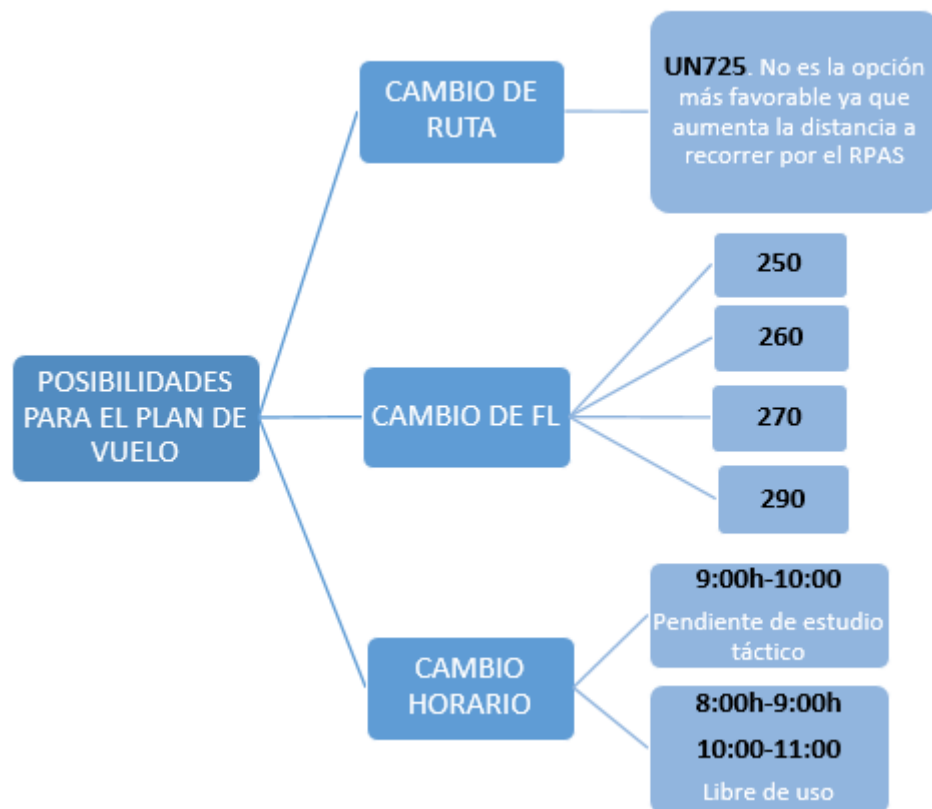 CAMBIO DE
RUTA
UN725. No es la opción
más favorable ya que
aumenta la distancia a
recorrer por el RPAS
POSIBILIDADES
PARA EL PLAN DE
VUELO
CAMBIO DE FL
250
260
270
290
CAMBIO
HORARIO
9:00h-10:00
Pendiente de estudio
táctico
8:00h-9:00h
10:00-11:00
Libre de uso